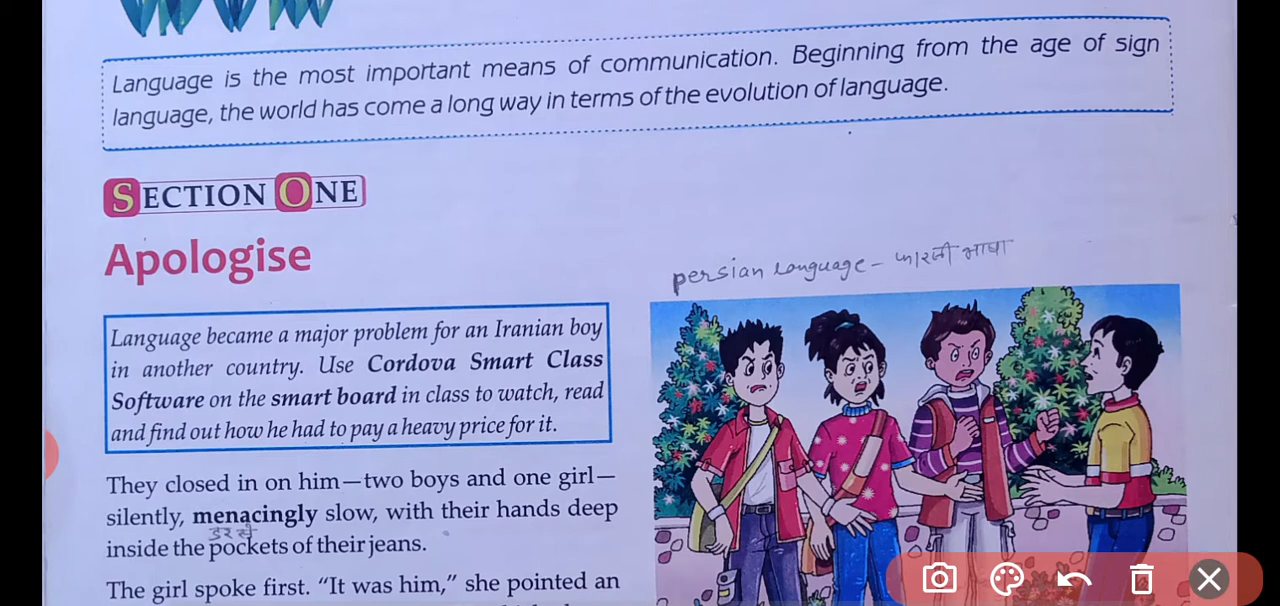 Language is the most important means of communication. Beginning from the age of sign
language, the world has come a long way in terms of the evolution of language.
SECTION ONE
Apologise
persian language - फारसी भाषा
Language became a major problem for an Iranian boy
in another country. Use Cordova Smart Class
Software on the smart board in class to watch, read
and find out how he had to pay a heavy price for it.
They closed in on him—two boys and one girl—
silently, menacingly slow, with their hands deep
डर से
inside the pockets of their jeans.
The girl spoke first. "It was him," she pointed an